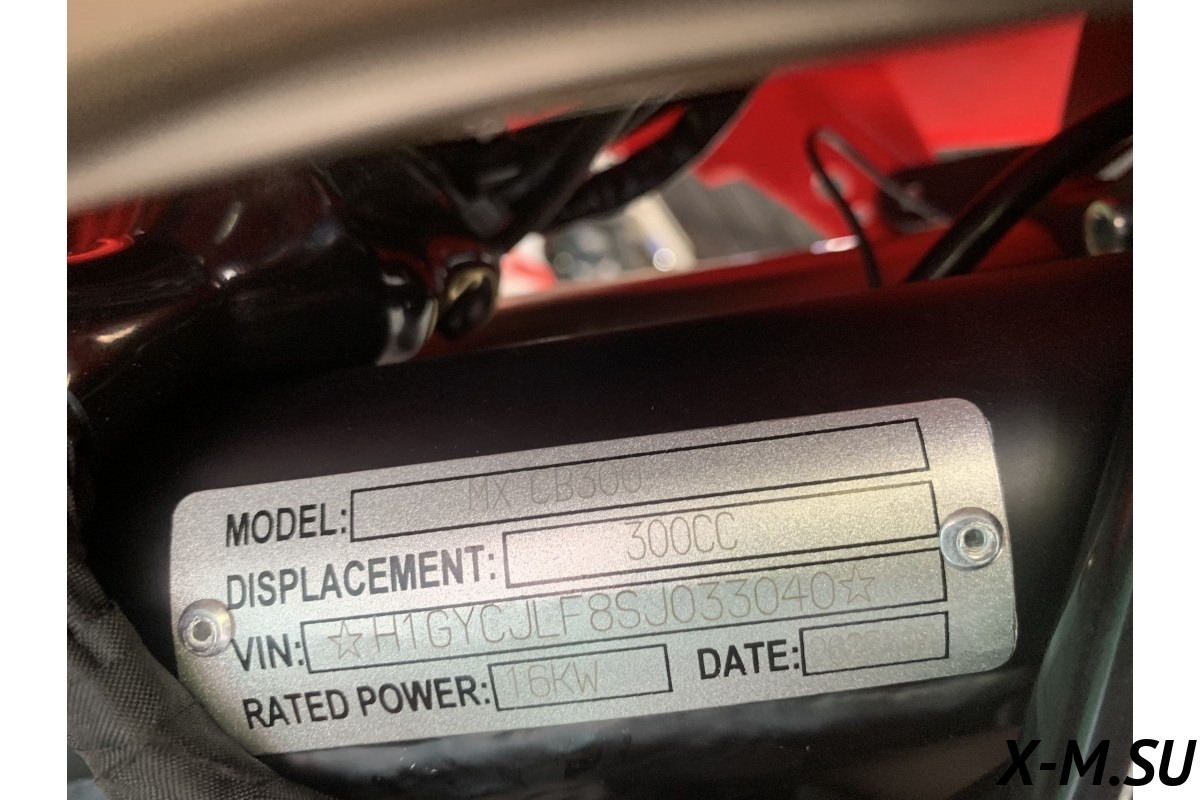 MODEL: MX CB300
DISPLACEMENT: 300CC
VIN: ☆H1GYCJLF8SJ033040☆
RATED POWER: 16KW DATE:
X-M.SU